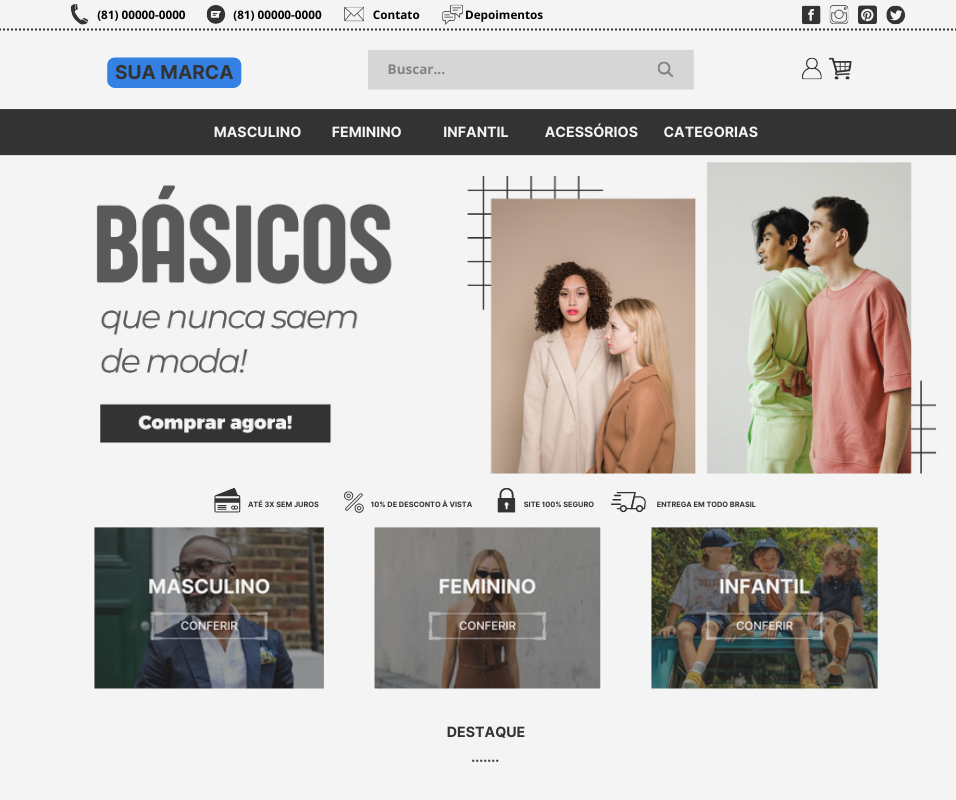 (81) 00000-0000 (81) 00000-0000 Contato Depoimentos
SUA MARCA
Buscar...
MASCULINO FEMININO INFANTIL ACESSÓRIOS CATEGORIAS
BÁSICOS
que nunca saem
de moda!
Comprar agora!
ATÉ 3X SEM JUROS 10% DE DESCONTO À VISTA SITE 100% SEGURO ENTREGA EM TODO BRASIL
MASCULINO FEMININO INFANTIL
CONFERIR CONFERIR CONFERIR
DESTAQUE
.......